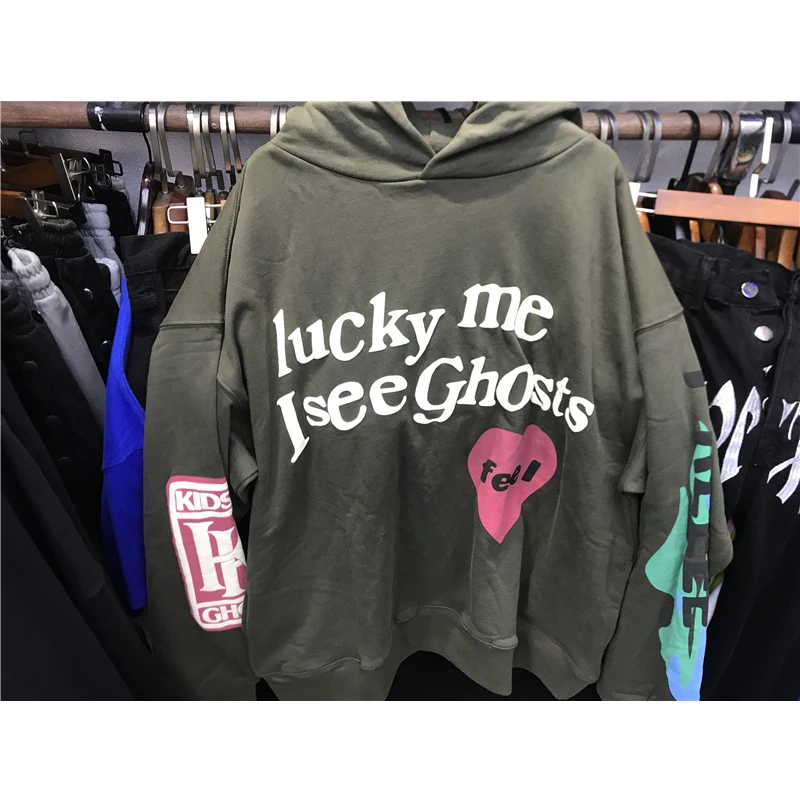 lucky me
I see Ghosts
feel
KIDS
GHO